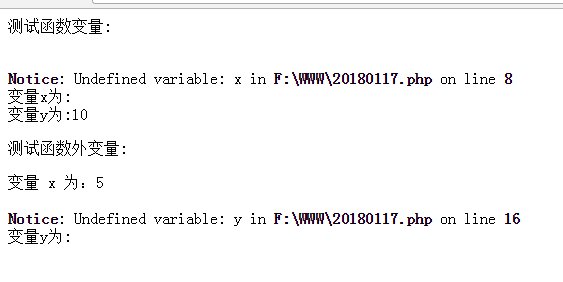 测试函数变量:
Notice: Undefined variable: x in F:\WWW\20180117.php on line 8
变量x为:
变量y为:10
测试函数外变量:
变量 x 为：5
Notice: Undefined variable: y in F:\WWW\20180117.php on line 16
变量y为: